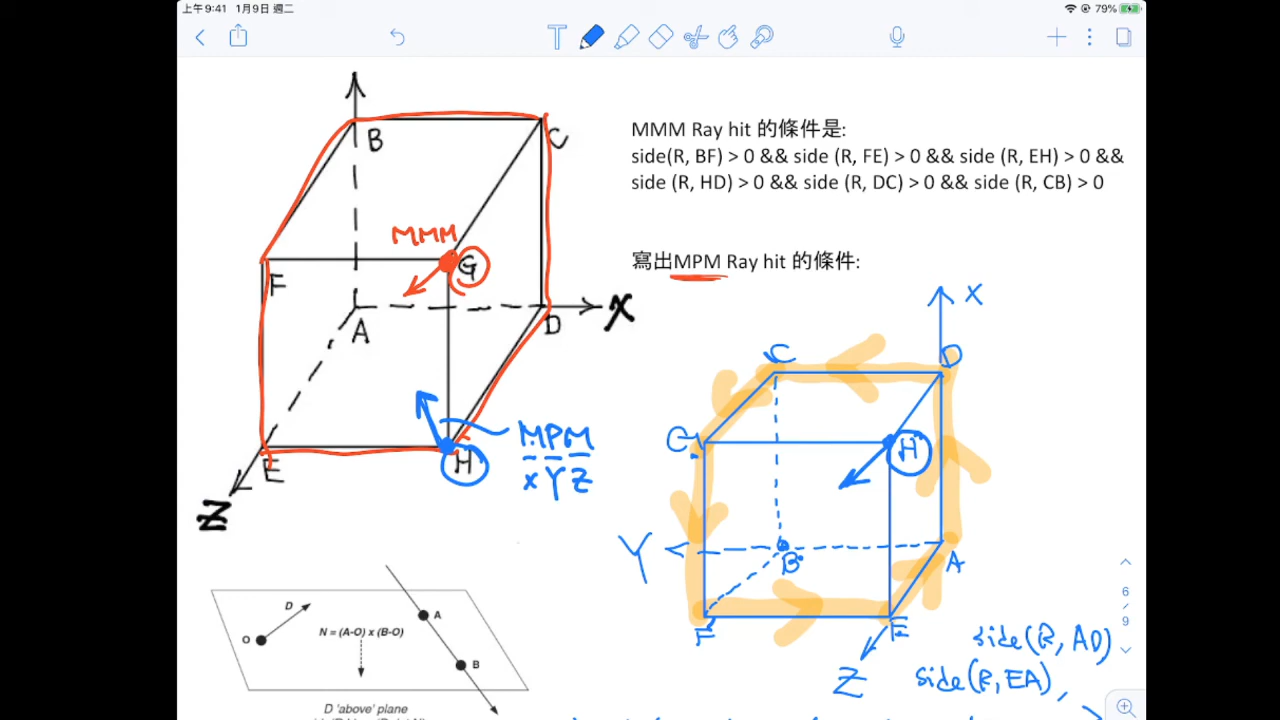 上午9:41 1月9日 週二
79%
MMM Ray hit 的條件是:
side(R, BF) > 0 && side (R, FE) > 0 && side (R, EH) > 0 &&
side (R, HD) > 0 && side (R, DC) > 0 && side (R, CB) > 0
寫出MPM Ray hit 的條件:
B
C
MMM
G
F
A
D
X
E
H
Z
MPM
XYZ
X
C
D
G
H
Y
B
A
F
E
Z
side(R, AD)
side(R, EA),
6
/
9
D
O
N = (A-O) x (B-O)
A
B
D 'above' plane